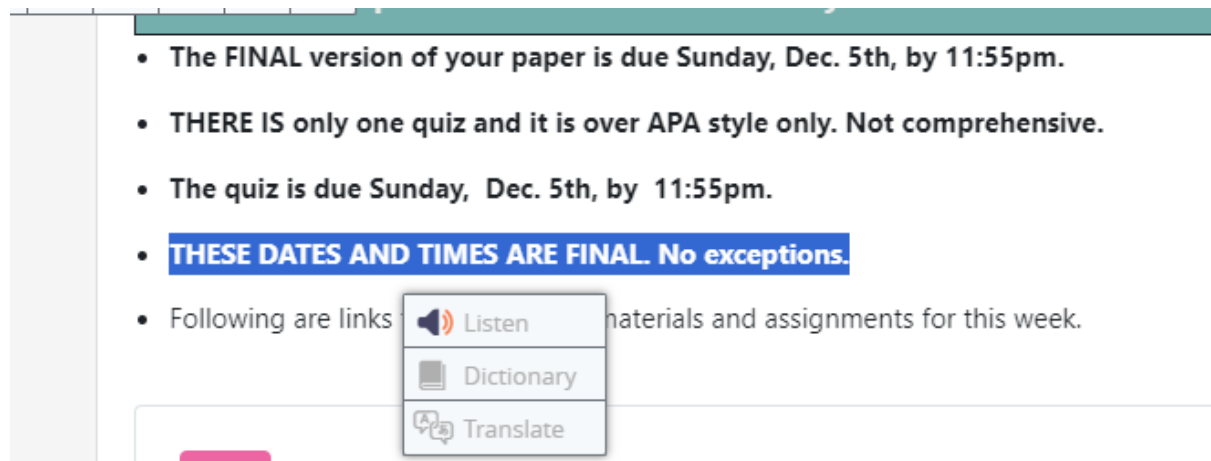 • The FINAL version of your paper is due Sunday, Dec. 5th, by 11:55pm.
• THERE IS only one quiz and it is over APA style only. Not comprehensive.
• The quiz is due Sunday, Dec. 5th, by 11:55pm.
• THESE DATES AND TIMES ARE FINAL. No exceptions.
• Following are links materials and assignments for this week.
Listen
Dictionary
Translate